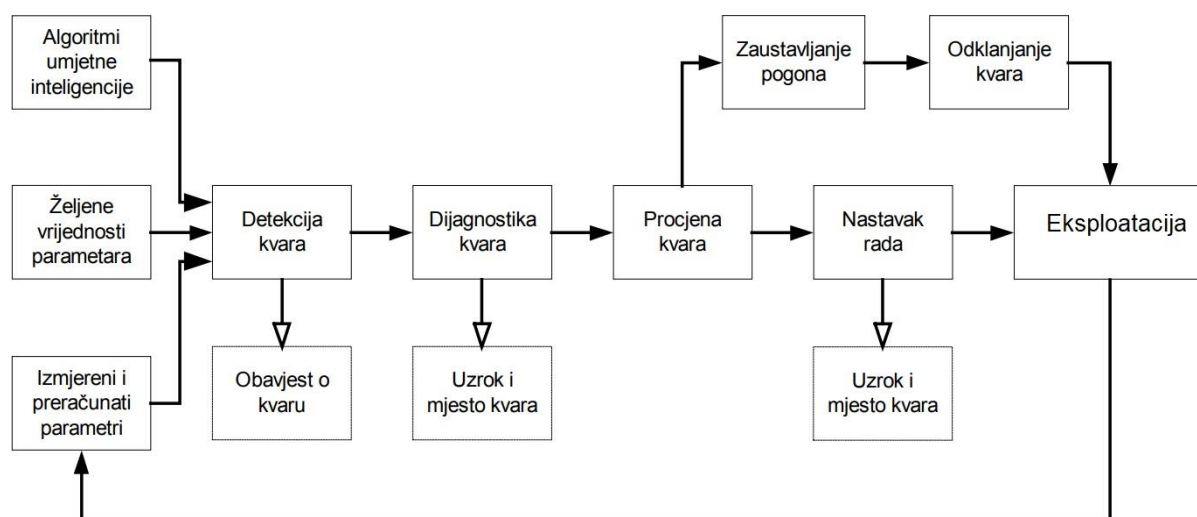 Algoritmi
umjetne
inteligencije
Zaustavljanje
pogona
Odklanjanje
kvara
Željene
vrijednosti
parametara
Detekcija
kvara
Dijagnostika
kvara
Procjena
kvara
Nastavak
rada
Eksploatacija
Izmjereni i
preračunati
parametri
Obavjest o
kvaru
Uzrok i
mjesto kvara
Uzrok i
mjesto kvara